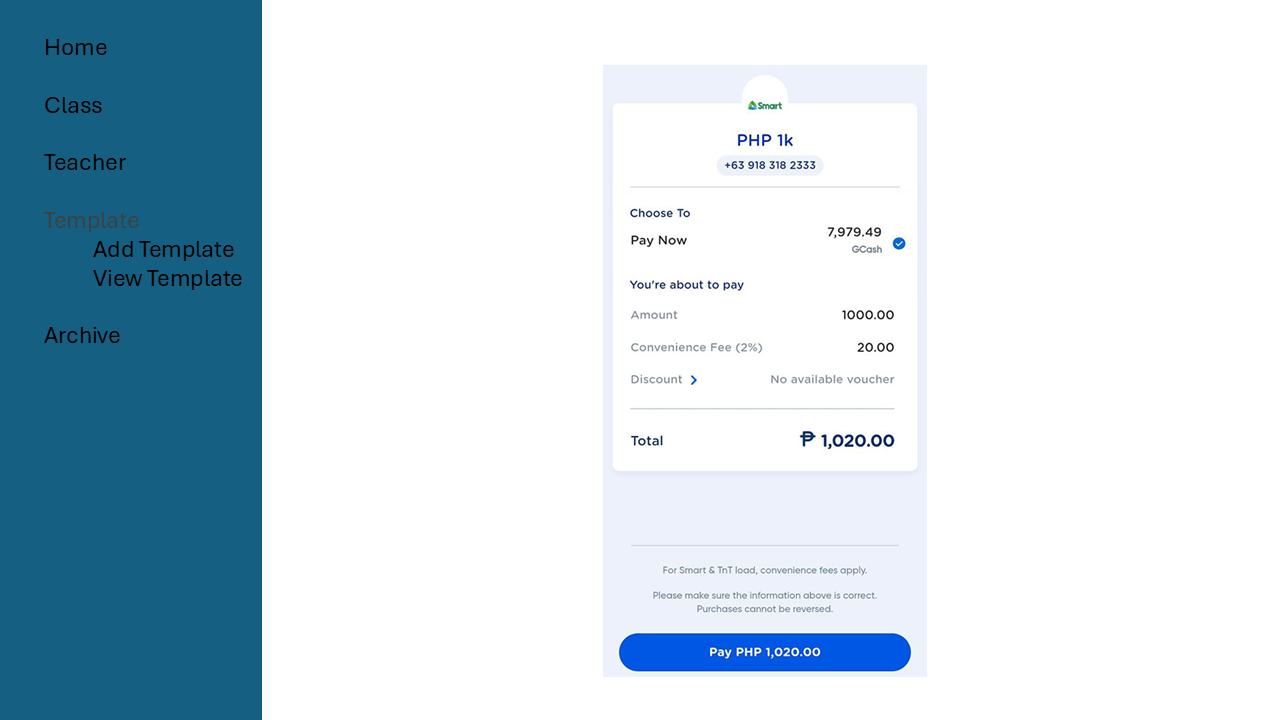 Home
Class
Teacher
Template
Add Template
View Template
Archive
Smart
PHP 1k
+63 918 318 2333
Choose To
Pay Now
7,979.49
GCash
You're about to pay
Amount 1000.00
Convenience Fee (2%) 20.00
Discount No available voucher
Total ₱ 1,020.00
For Smart & TnT load, convenience fees apply.
Please make sure the information above is correct.
Purchases cannot be reversed.
Pay PHP 1,020.00